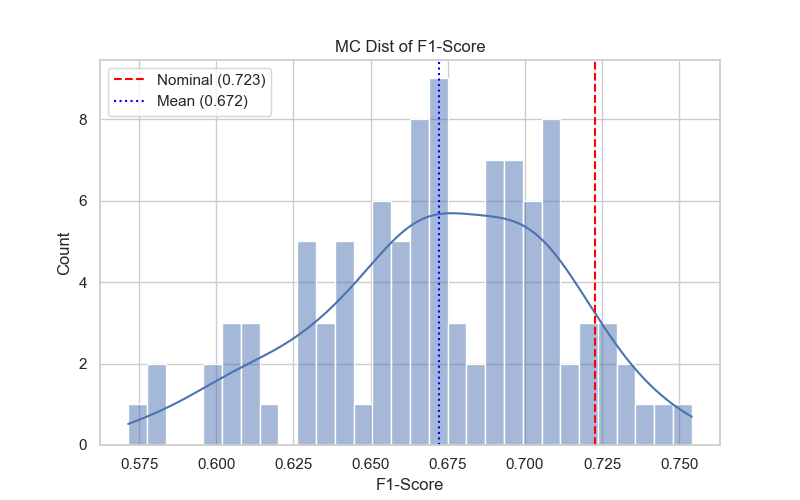 MC Dist of F1-Score
Nominal (0.723)
Mean (0.672)
Count
8
6
4
2
0
0.575 0.600 0.625 0.650 0.675 0.700 0.725 0.750
F1-Score